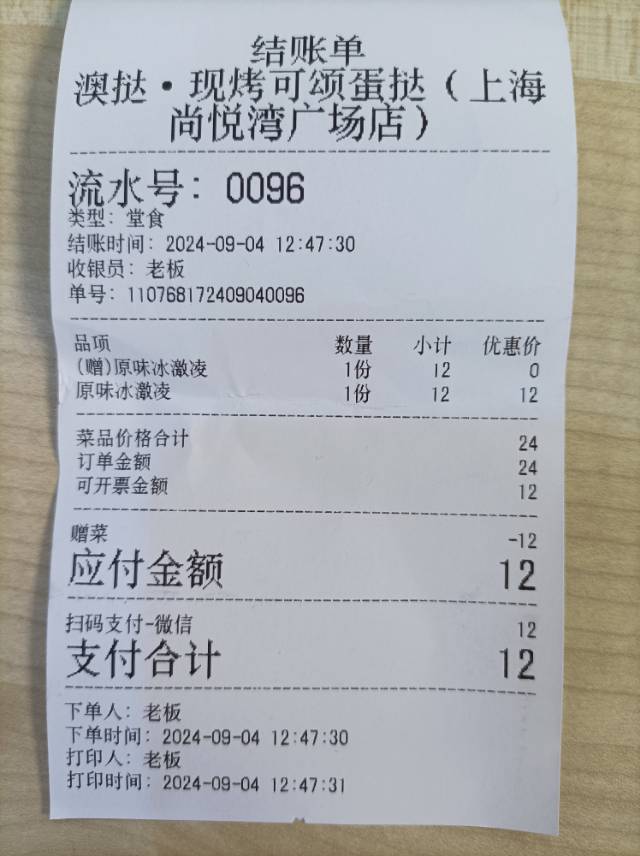 结账单
澳挞·现烤可颂蛋挞（上海
尚悦湾广场店）
流水号：0096
类型：堂食
结账时间：2024-09-04 12:47:30
收银员：老板
单号：110768172409040096
品项 数量 小计 优惠价
(赠)原味冰激凌 1份 12 0
原味冰激凌 1份 12 12
菜品价格合计 24
订单金额 24
可开票金额 12
赠菜 -12
应付金额 12
扫码支付-微信 12
支付合计 12
下单人：老板
下单时间：2024-09-04 12:47:30
打印人：老板
打印时间：2024-09-04 12:47:31